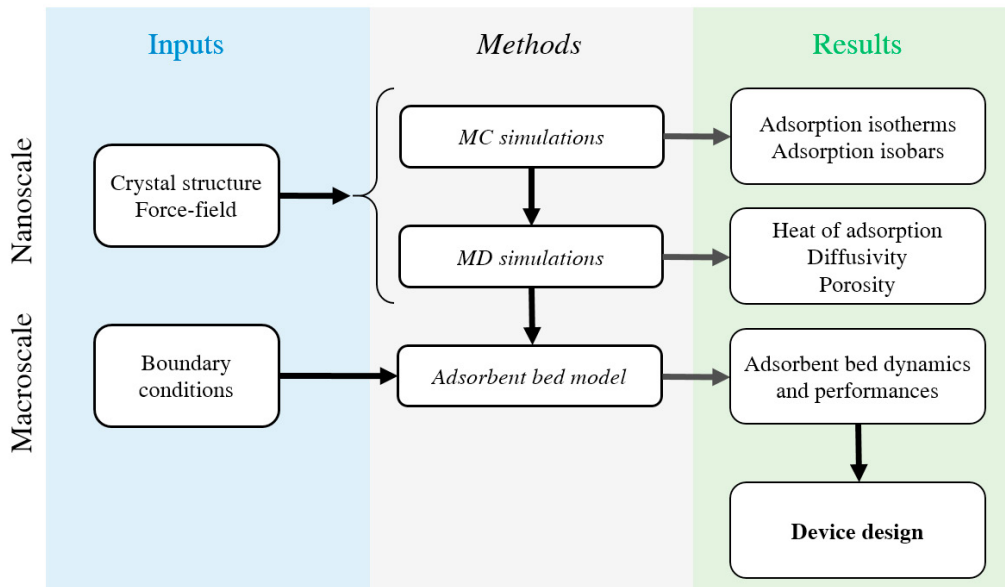 Inputs
Methods
Results
Nanoscale
Macroscale
Crystal structure
Force-field
MC simulations
Adsorption isotherms
Adsorption isobars
MD simulations
Heat of adsorption
Diffusivity
Porosity
Boundary
conditions
Adsorbent bed model
Adsorbent bed dynamics
and performances
Device design